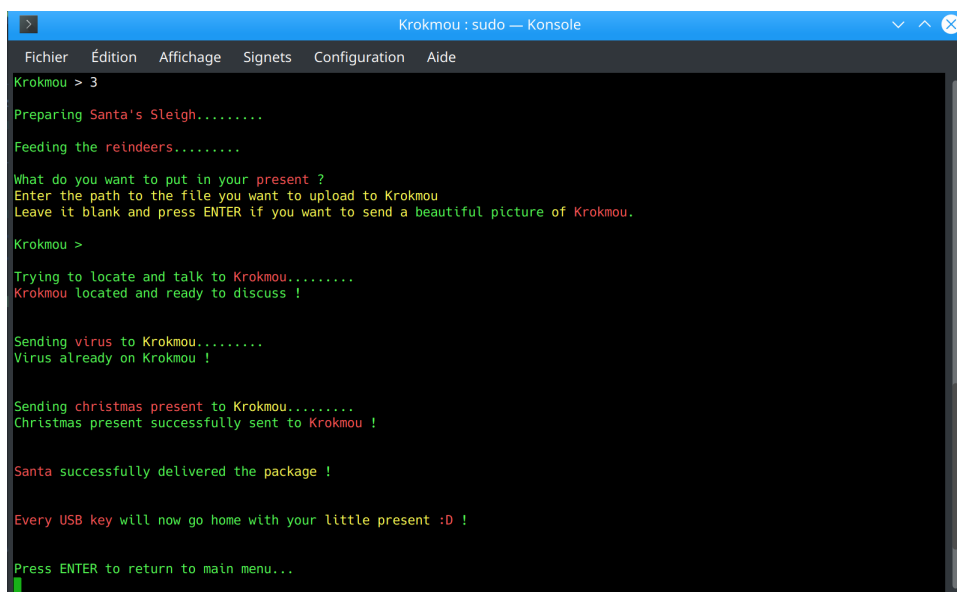 Krokmou : sudo — Konsole
Fichier Édition Affichage Signets Configuration Aide
Krokmou > 3
Preparing Santa's Sleigh.........
Feeding the reindeers.........
What do you want to put in your present ?
Enter the path to the file you want to upload to Krokmou
Leave it blank and press ENTER if you want to send a beautiful picture of Krokmou.
Krokmou >
Trying to locate and talk to Krokmou.........
Krokmou located and ready to discuss !
Sending virus to Krokmou.........
Virus already on Krokmou !
Sending christmas present to Krokmou.........
Christmas present successfully sent to Krokmou !
Santa successfully delivered the package !
Every USB key will now go home with your little present :D !
Press ENTER to return to main menu...